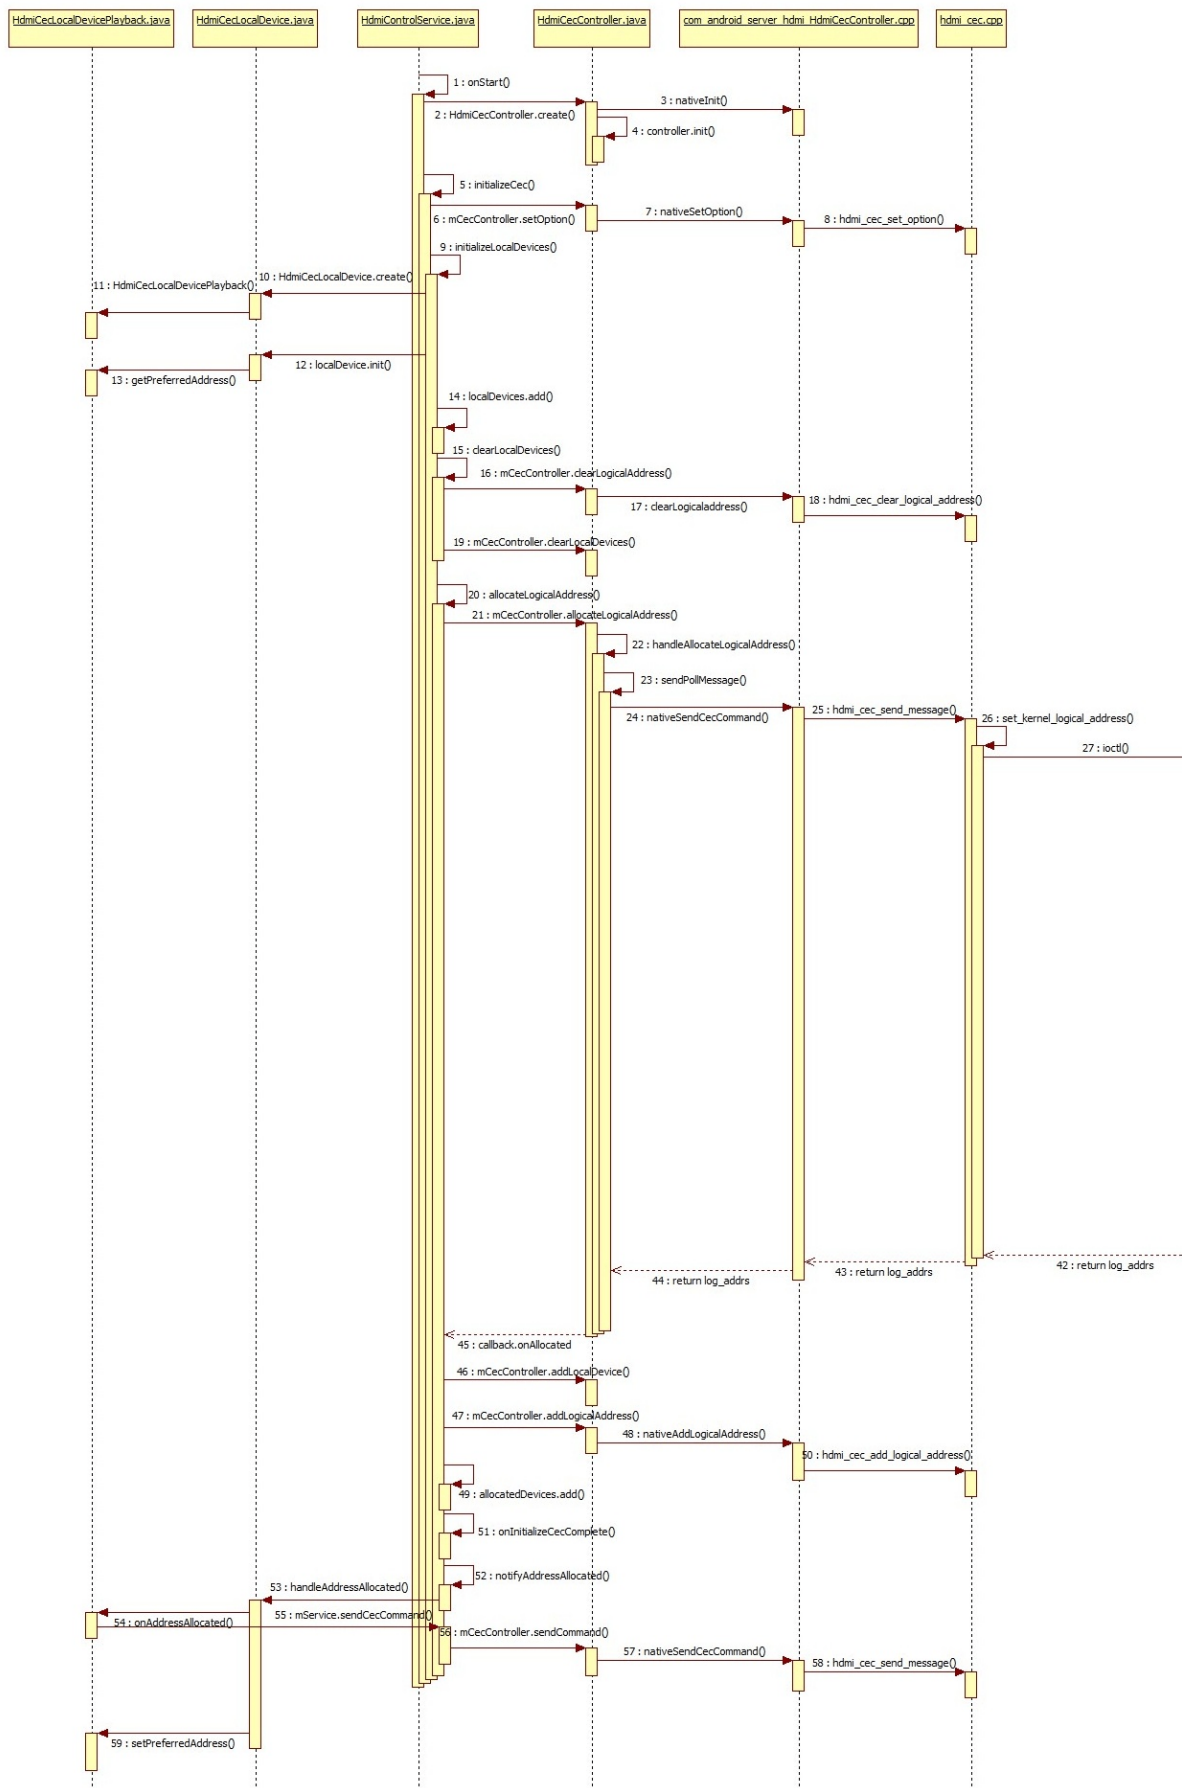 HdmiCecLocalDevicePlayback.java
HdmiCecLocalDevice.java
HdmiControlService.java
HdmiCecController.java
com_android_server_hdmi_HdmiCecController.cpp
hdmi_cec.cpp
1 : onStart()
2 : HdmiCecController.create()
3 : nativeInit()
4 : controller.init()
5 : initializeCec()
6 : mCecController.setOption()
7 : nativeSetOption()
8 : hdmi_cec_set_option()
9 : initializeLocalDevices()
10 : HdmiCecLocalDevice.create()
11 : HdmiCecLocalDevicePlayback()
12 : localDevice.init()
13 : getPreferredAddress()
14 : localDevices.add()
15 : clearLocalDevices()
16 : mCecController.clearLogicalAddress()
17 : clearLogicaladdress()
18 : hdmi_cec_clear_logical_address()
19 : mCecController.clearLocalDevices()
20 : allocateLogicalAddress()
21 : mCecController.allocateLogicalAddress()
22 : handleAllocateLogicalAddress()
23 : sendPollMessage()
24 : nativeSendCecCommand()
25 : hdmi_cec_send_message()
26 : set_kernel_logical_address()
27 : ioctl()
42 : return log_addrs
43 : return log_addrs
44 : return log_addrs
45 : callback.onAllocated
46 : mCecController.addLocalDevice()
47 : mCecController.addLogicalAddress()
48 : nativeAddLogicalAddress()
50 : hdmi_cec_add_logical_address()
49 : allocatedDevices.add()
51 : onInitializeCecComplete()
52 : notifyAddressAllocated()
53 : handleAddressAllocated()
54 : onAddressAllocated()
55 : mService.sendCecCommand()
56 : mCecController.sendCommand()
57 : nativeSendCecCommand()
58 : hdmi_cec_send_message()
59 : setPreferredAddress()